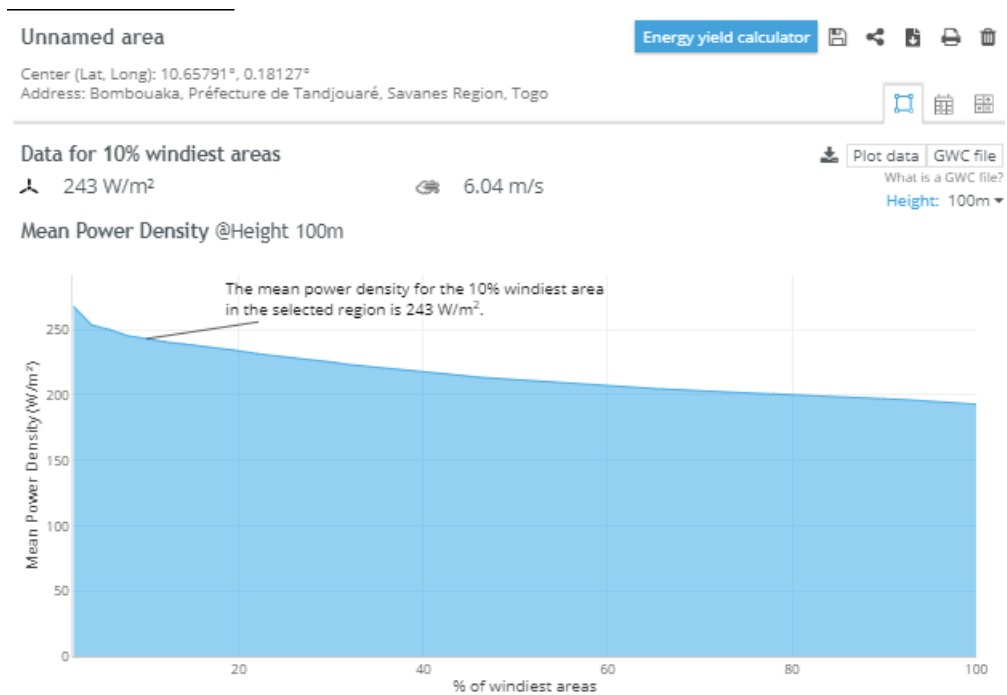 Unnamed area
Energy yield calculator
Center (Lat, Long): 10.65791°, 0.18127°
Address: Bombouaka, Préfecture de Tandjouaré, Savanes Region, Togo
Data for 10% windiest areas
Plot data GWC file
What is a GWC file?
243 W/m² 6.04 m/s
Height: 100m
Mean Power Density @Height 100m
The mean power density for the 10% windiest area
in the selected region is 243 W/m².
Mean Power Density (W/m²)
250
200
150
100
50
0
20 40 60 80 100
% of windiest areas